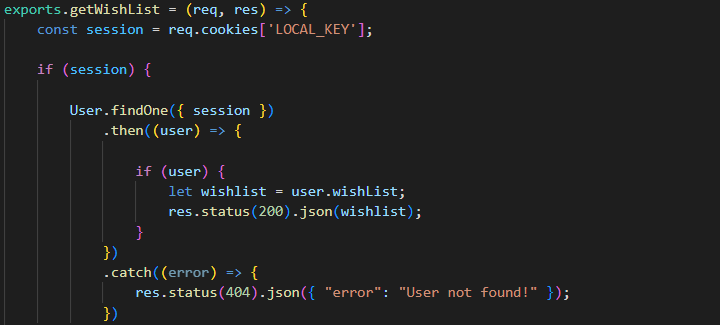 exports.getWishList = (req, res) => {
    const session = req.cookies['LOCAL_KEY'];
    if (session) {
        User.findOne({ session })
            .then((user) => {
                if (user) {
                    let wishlist = user.wishList;
                    res.status(200).json(wishlist);
                }
            })
            .catch((error) => {
                res.status(404).json({ "error": "User not found!" });
            })